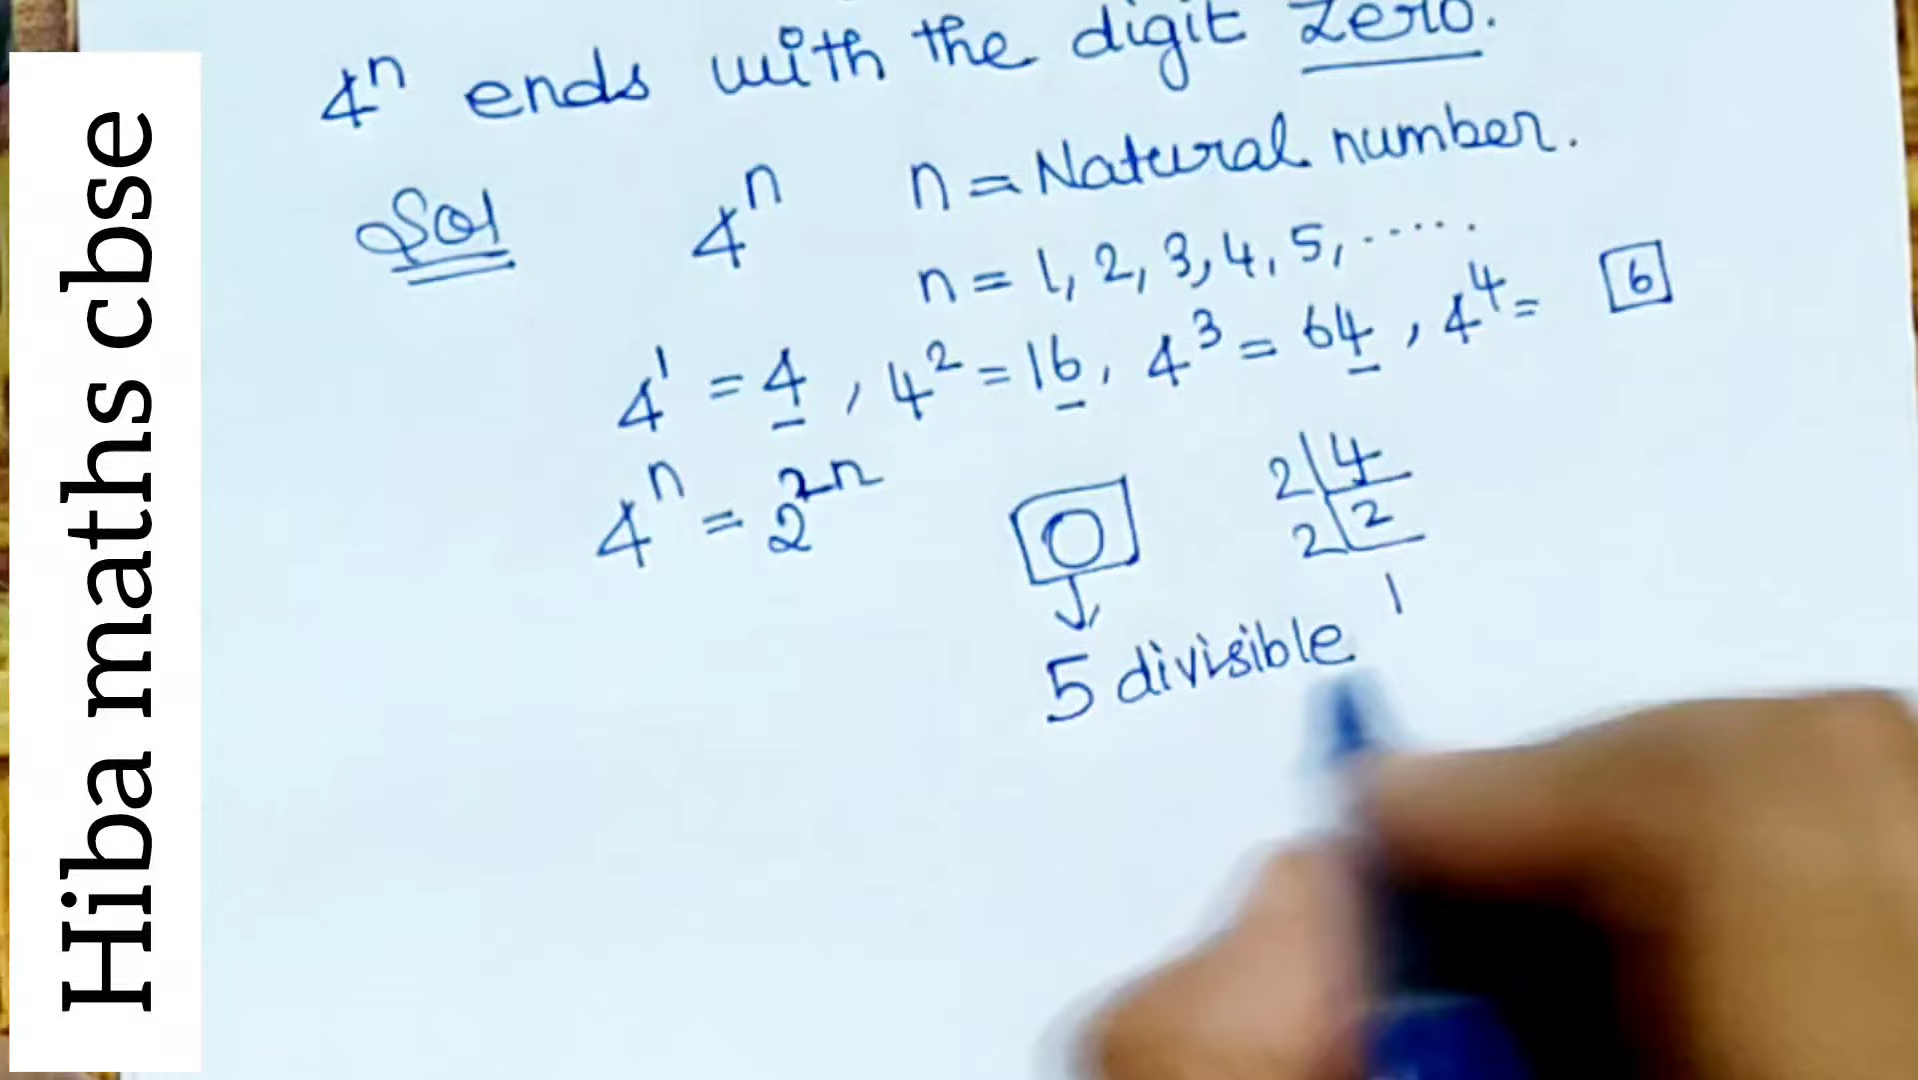 Hiba maths cbse
4ⁿ ends with the digit zero.
Sol 4ⁿ n = Natural number.
n = 1, 2, 3, 4, 5, .....
4¹ = 4, 4² = 16, 4³ = 64, 4⁴ = 6
4ⁿ = 2²ⁿ
0
2 4
2 2
1
5 divisible